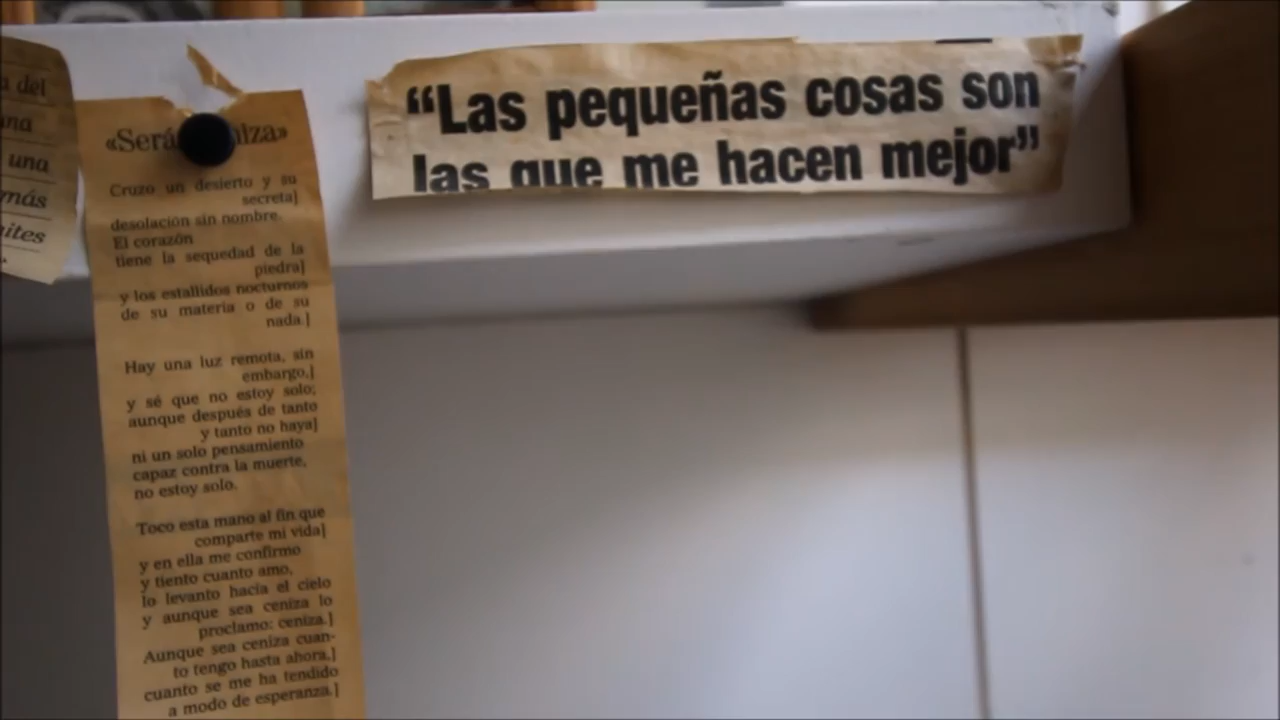 a del
una
una
más
ites
«Será
lza»
Cruzo un desierto y su
secreta]
desolación sin nombre.
El corazón
tiene la sequedad de la
piedra]
y los estallidos nocturnos
de su materia o de su
nada.]
Hay una luz remota, sin
embargo,]
y sé que no estoy solo;
aunque después de tanto
y tanto no haya]
ni un solo pensamiento
capaz contra la muerte,
no estoy solo.
Toco esta mano al fin que
comparte mi vida]
y en ella me confirmo
y tiento cuanto amo,
lo levanto hacia el cielo
y aunque sea ceniza lo
proclamo: ceniza.]
Aunque sea ceniza cuan-
to tengo hasta ahora,]
cuanto se me ha tendido
a modo de esperanza.]
“Las pequeñas cosas son
las que me hacen mejor”